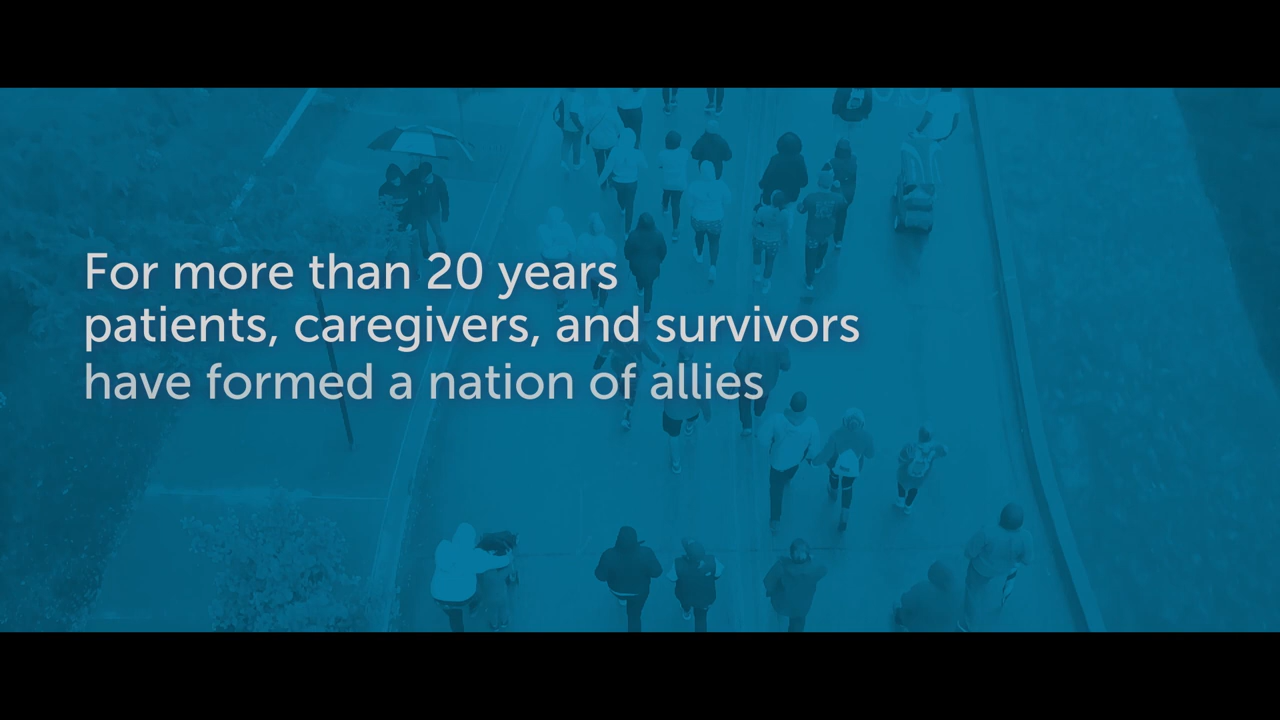 For more than 20 years
patients, caregivers, and survivors
have formed a nation of allies